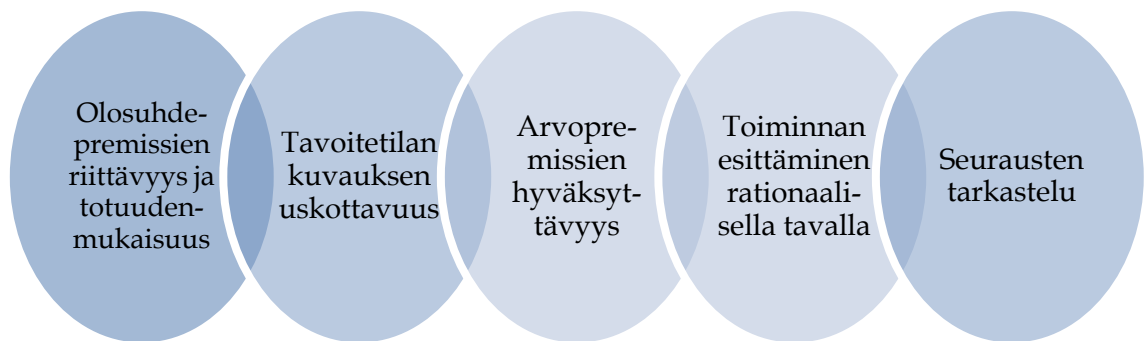 Olosuhde-
premissien
riittävyys ja
totuuden-
mukaisuus
Tavoitetilan
kuvauksen
uskottavuus
Arvopre-
missien
hyväksyt-
tävyys
Toiminnan
esittäminen
rationaali-
sella tavalla
Seurausten
tarkastelu